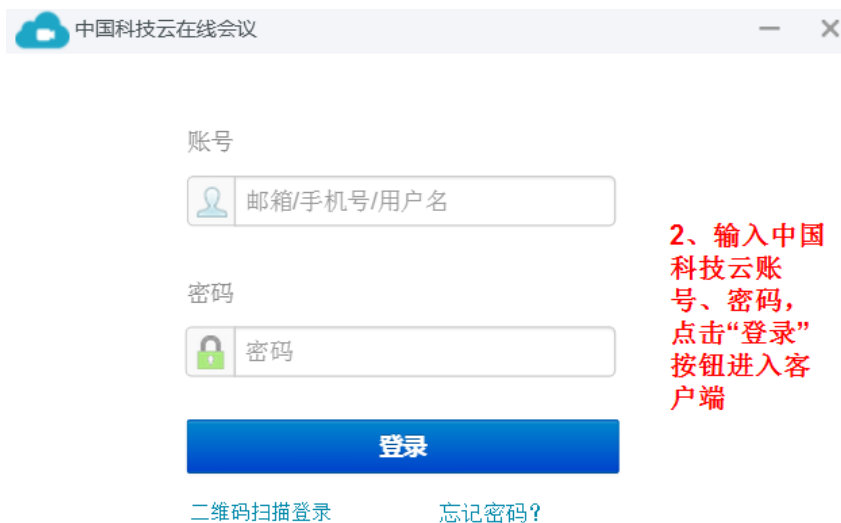 中国科技云在线会议
账号
邮箱/手机号/用户名
密码
密码
登录
二维码扫描登录
忘记密码?
2、输入中国
科技云账
号、密码，
点击“登录”
按钮进入客
户端